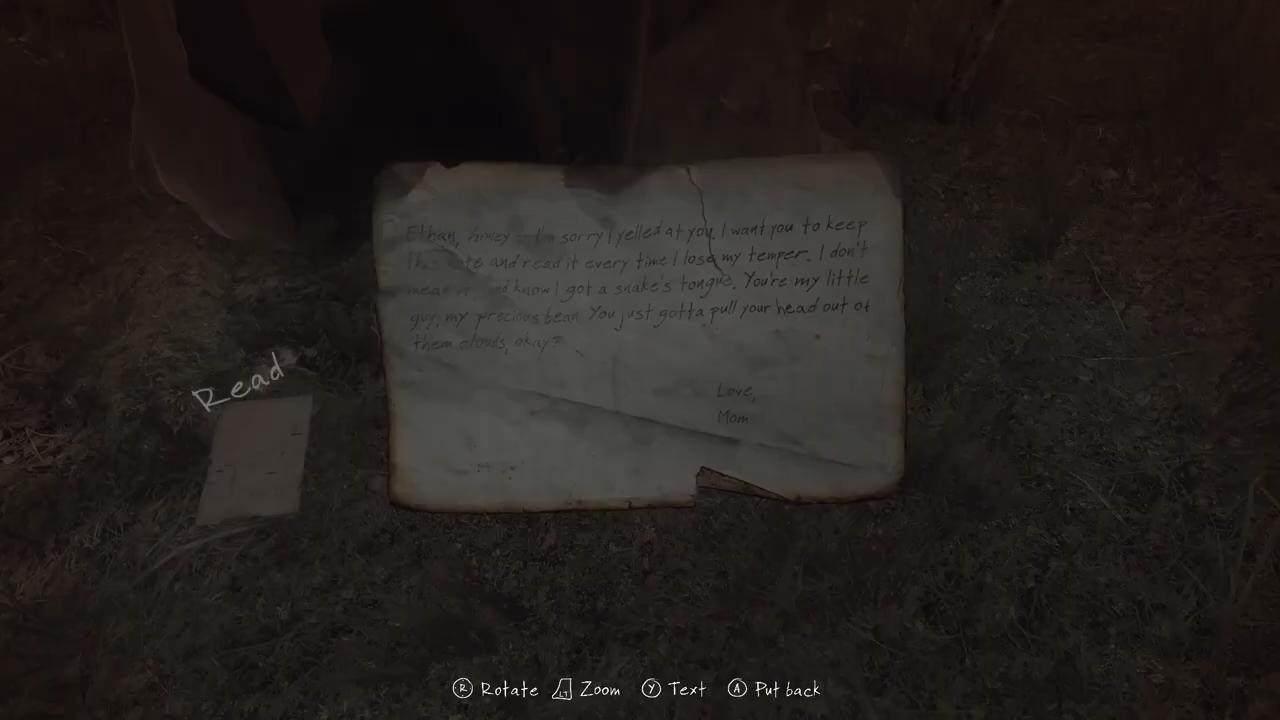 Ethan, honey — I'm sorry I yelled at you. I want you to keep
this note and read it every time I lose my temper. I don't
mean it, and know I got a snake's tongue. You're my little
guy, my precious bean. You just gotta pull your head out of
them clouds, okay?
Love,
Mom
Read
R Rotate LT Zoom Y Text A Put back